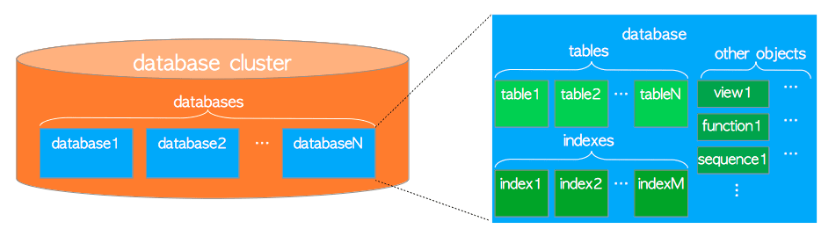 database cluster
databases
database1 database2 ... databaseN
database
tables
other objects
table1 table2 ... tableN
view1 ...
function1 ...
indexes
sequence1 ...
index1 index2 ... indexM
⋮